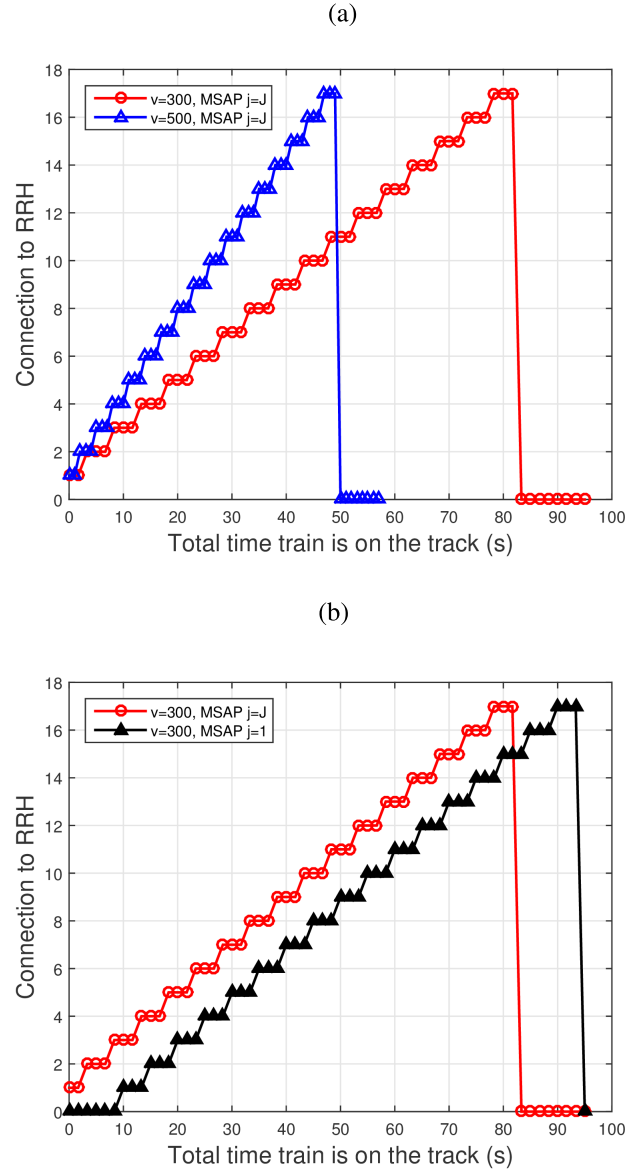 (a)
18
16
14
12
10
8
6
4
2
0
Connection to RRH
v=300, MSAP j=J
v=500, MSAP j=J
0 10 20 30 40 50 60 70 80 90 100
Total time train is on the track (s)
(b)
18
16
14
12
10
8
6
4
2
0
Connection to RRH
v=300, MSAP j=J
v=300, MSAP j=1
0 10 20 30 40 50 60 70 80 90 100
Total time train is on the track (s)